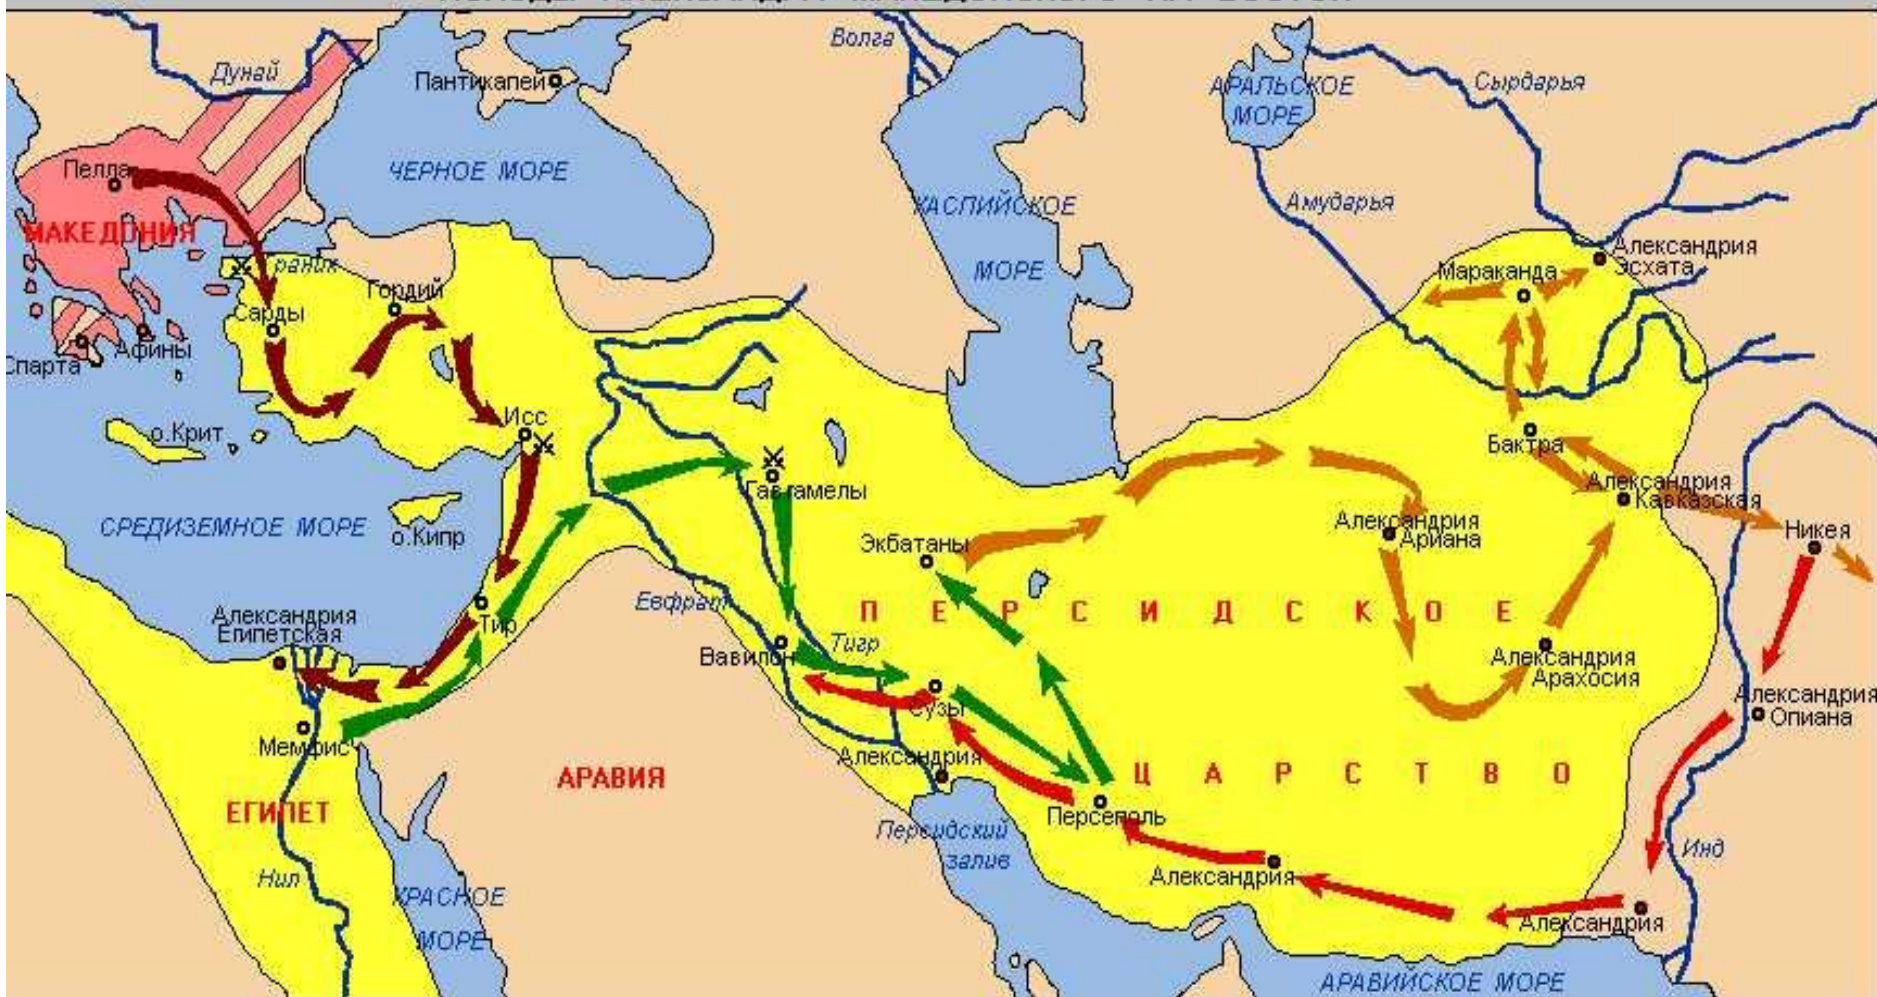 Волга
Дунай
Пантикапей
АРАЛЬСКОЕ
МОРЕ
Сырдарья
Пелла
ЧЕРНОЕ МОРЕ
КАСПИЙСКОЕ
МОРЕ
Амударья
МАКЕДОНИЯ
Граник
Александрия
Эсхата
Мараканда
Гордий
Сарды
Афины
Спарта
Исс
о.Крит
Бактра
Гавгамелы
Александрия
Кавказская
СРЕДИЗЕМНОЕ МОРЕ
о.Кипр
Экбатаны
Александрия
Ариана
Никея
Евфрат
ПЕРСИДСКОЕ
Александрия
Египетская
Тир
Вавилон
Тигр
Александрия
Арахосия
Сузы
Александрия
Опиана
Мемфис
Александрия
АРАВИЯ
ЦАРСТВО
ЕГИПЕТ
Персеполь
Персидский
залив
Инд
Нил
Александрия
КРАСНОЕ
МОРЕ
Александрия
АРАВИЙСКОЕ МОРЕ